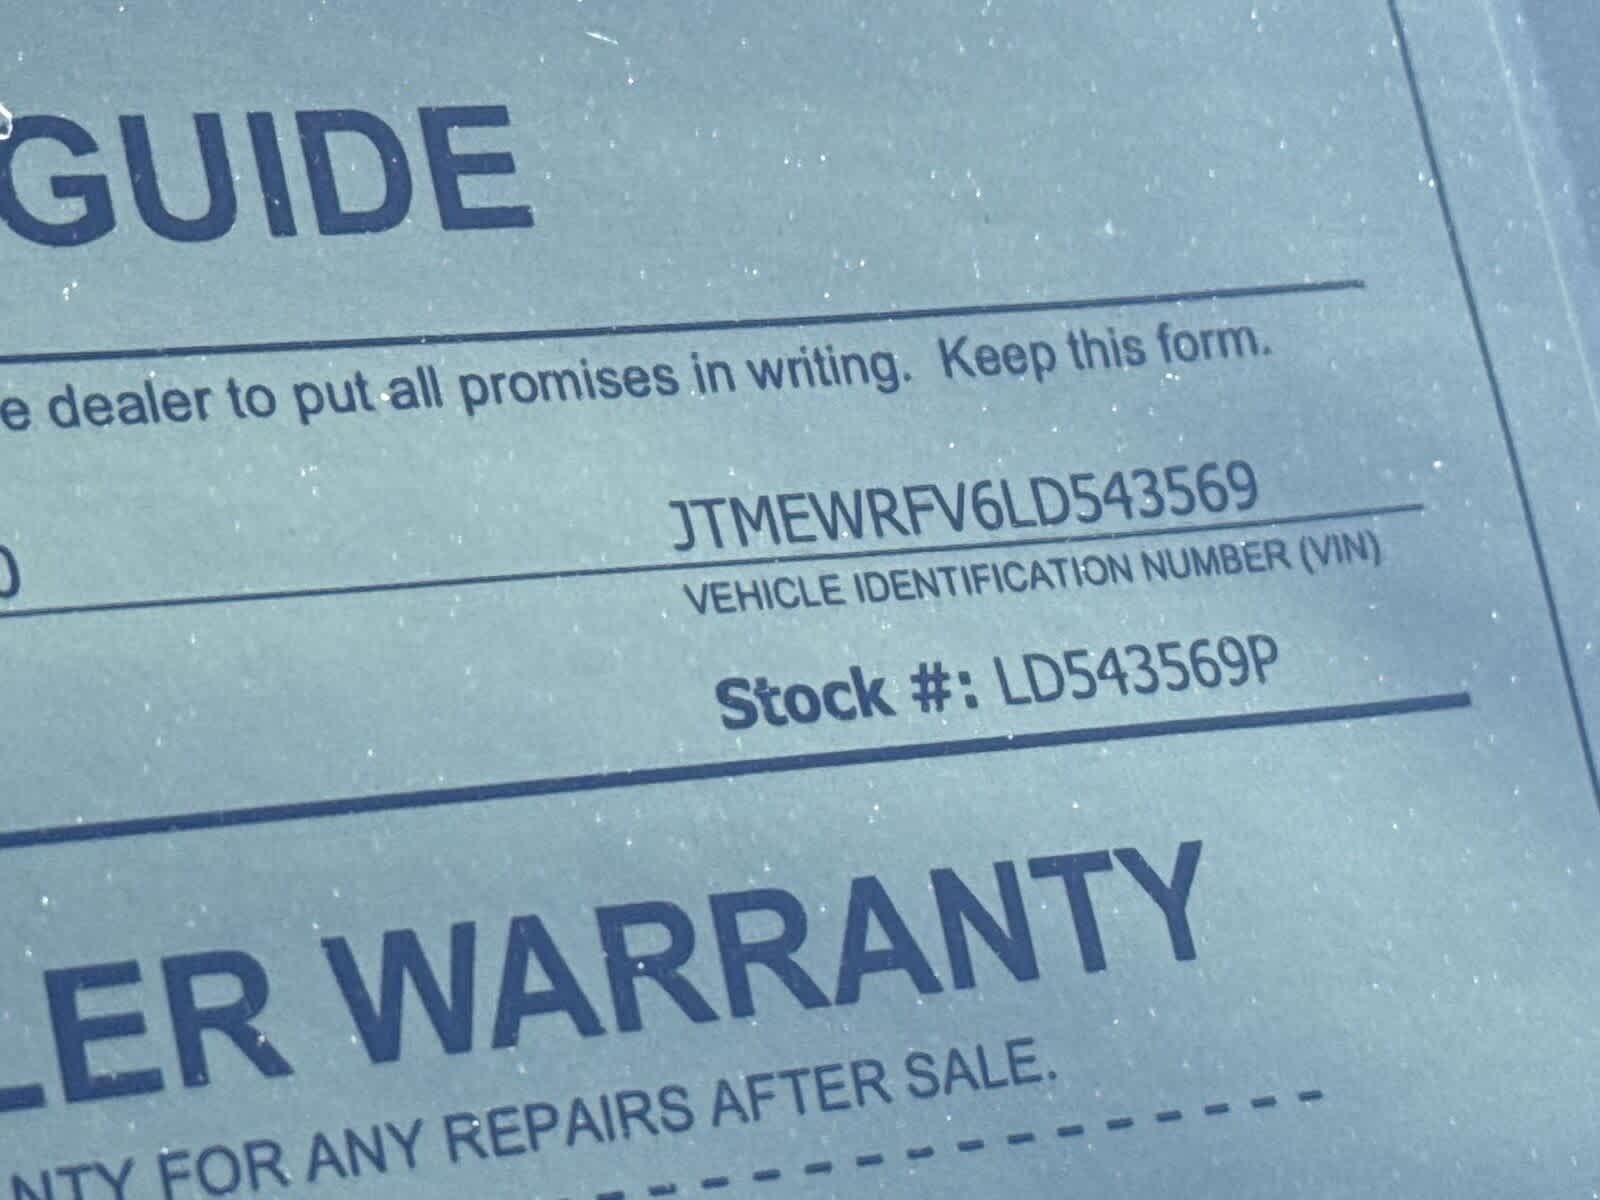 GUIDE
e dealer to put all promises in writing. Keep this form.
JTMEWRFV6LD543569
VEHICLE IDENTIFICATION NUMBER (VIN)
Stock #: LD543569P
LER WARRANTY
NTY FOR ANY REPAIRS AFTER SALE.